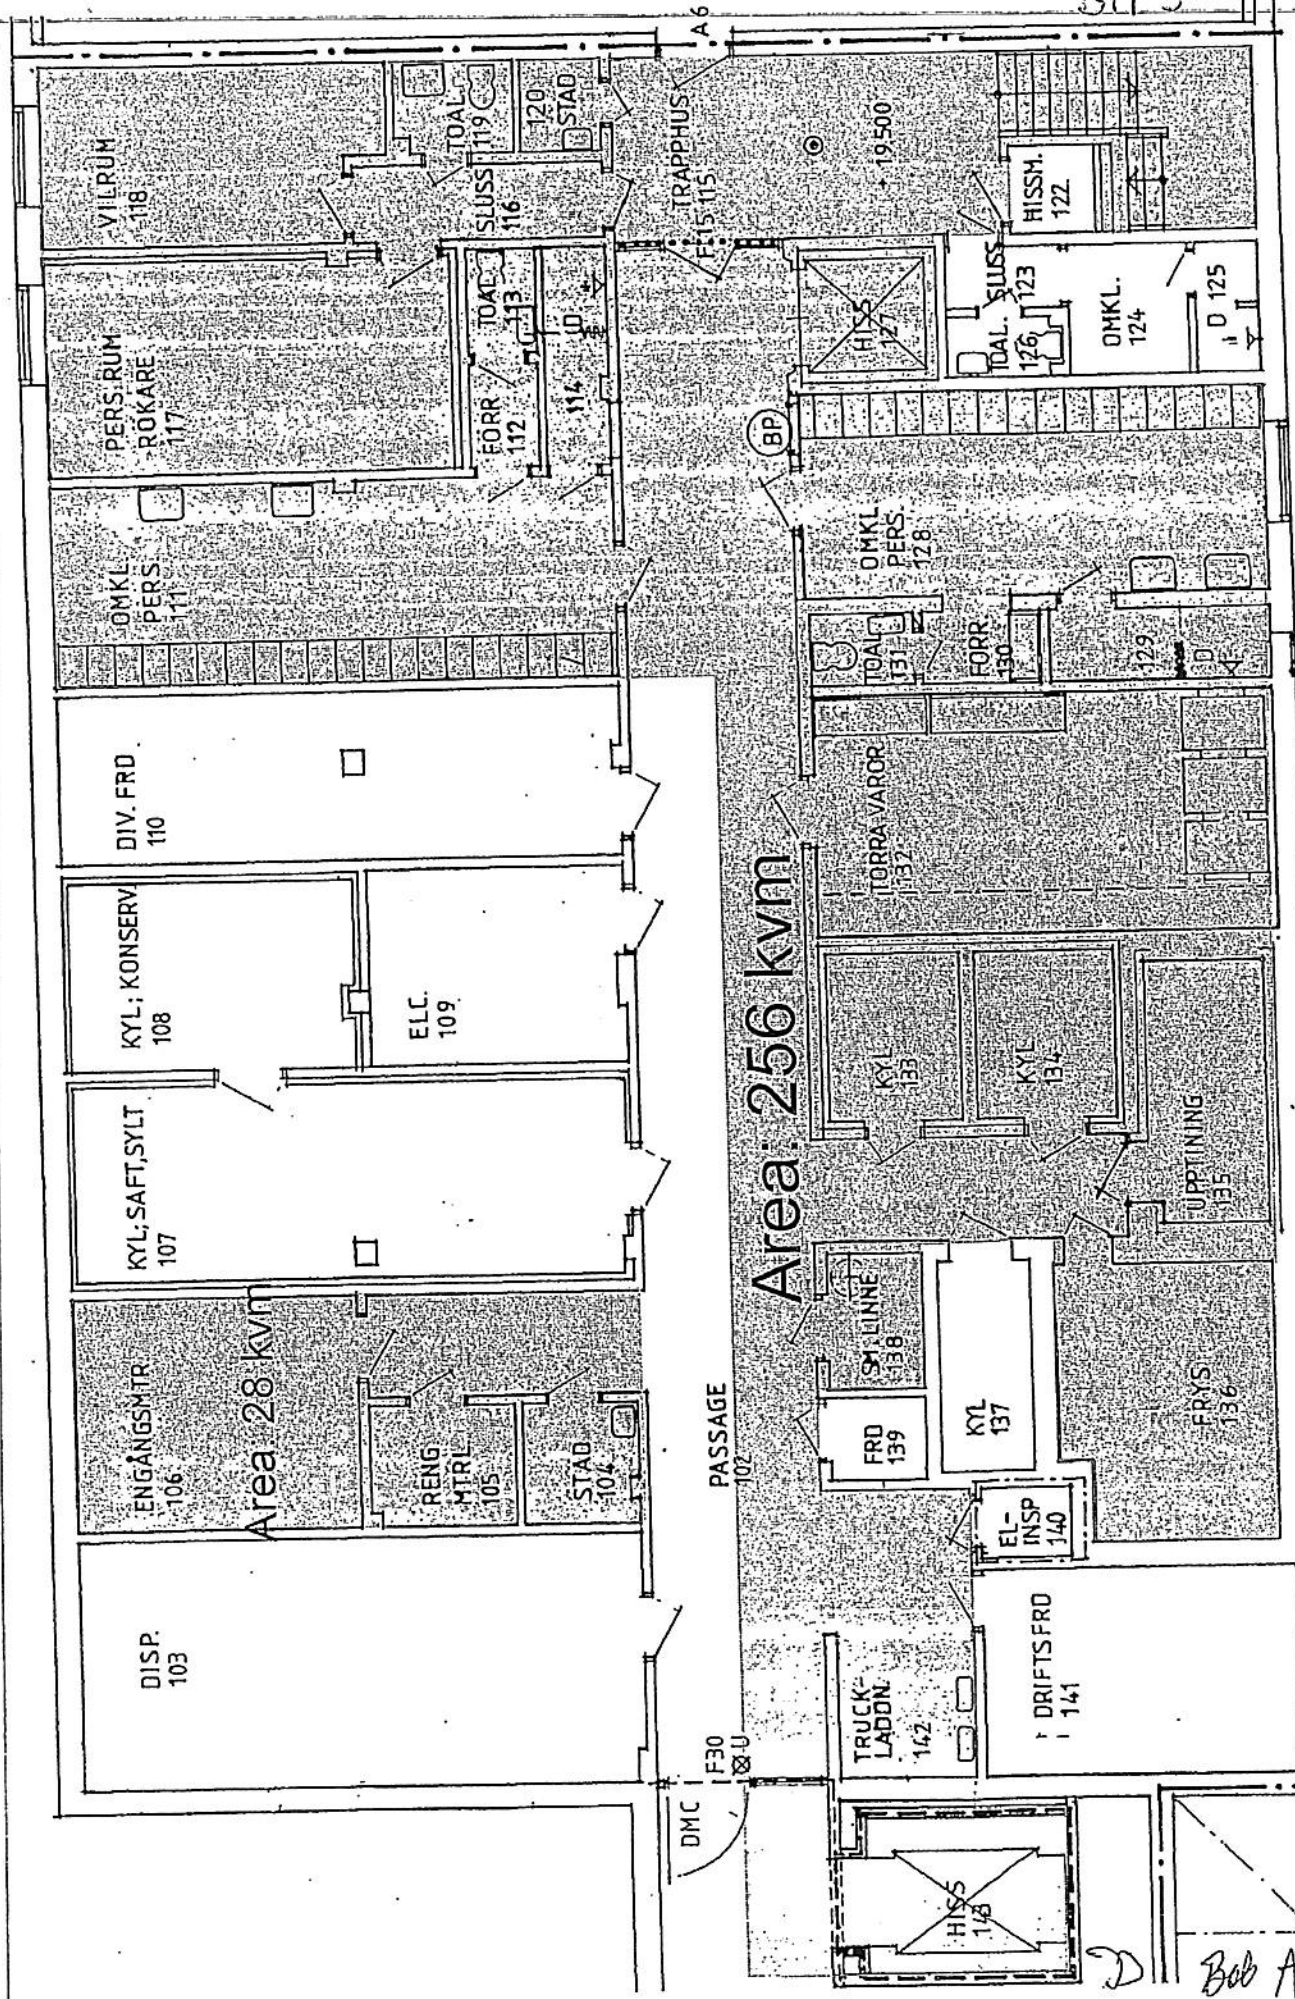 VILRUM
118
TOAL.
119
120
STÄD
A6
PERS.RUM
RÖKARE
117
SLUSS
116
TRAPPHUS
F 15 115
+ 19500
HISSM.
122
TOAL
113
FÖRR
112
D
114
HISS
127
SLUSS
123
TOAL.
126
OMKL.
124
D 125
OMKL.
PERS.
111
BP
OMKL.
PERS.
128
TOAL
131
FÖRR.
130
129
D
DIV. FRD.
110
TORRA VAROR
132
KYL; KONSERV.
108
ELC.
109
Area: 256 kvm
KYL
133
KYL
134
UPPTINING
135
KYL; SAFT,SYLT
107
ENGÅNGSMTR.
106
Area 28 kvm
RENG
MTRL
105
STÄD
104
PASSAGE
102
SM.LINNE
138
FRD
139
KYL
137
FRYS
136
EL-
INSP
140
DISP.
103
TRUCK-
LADDN.
142
DRIFTSFRD
141
F30
U
DMC
HISS
143
Bob A